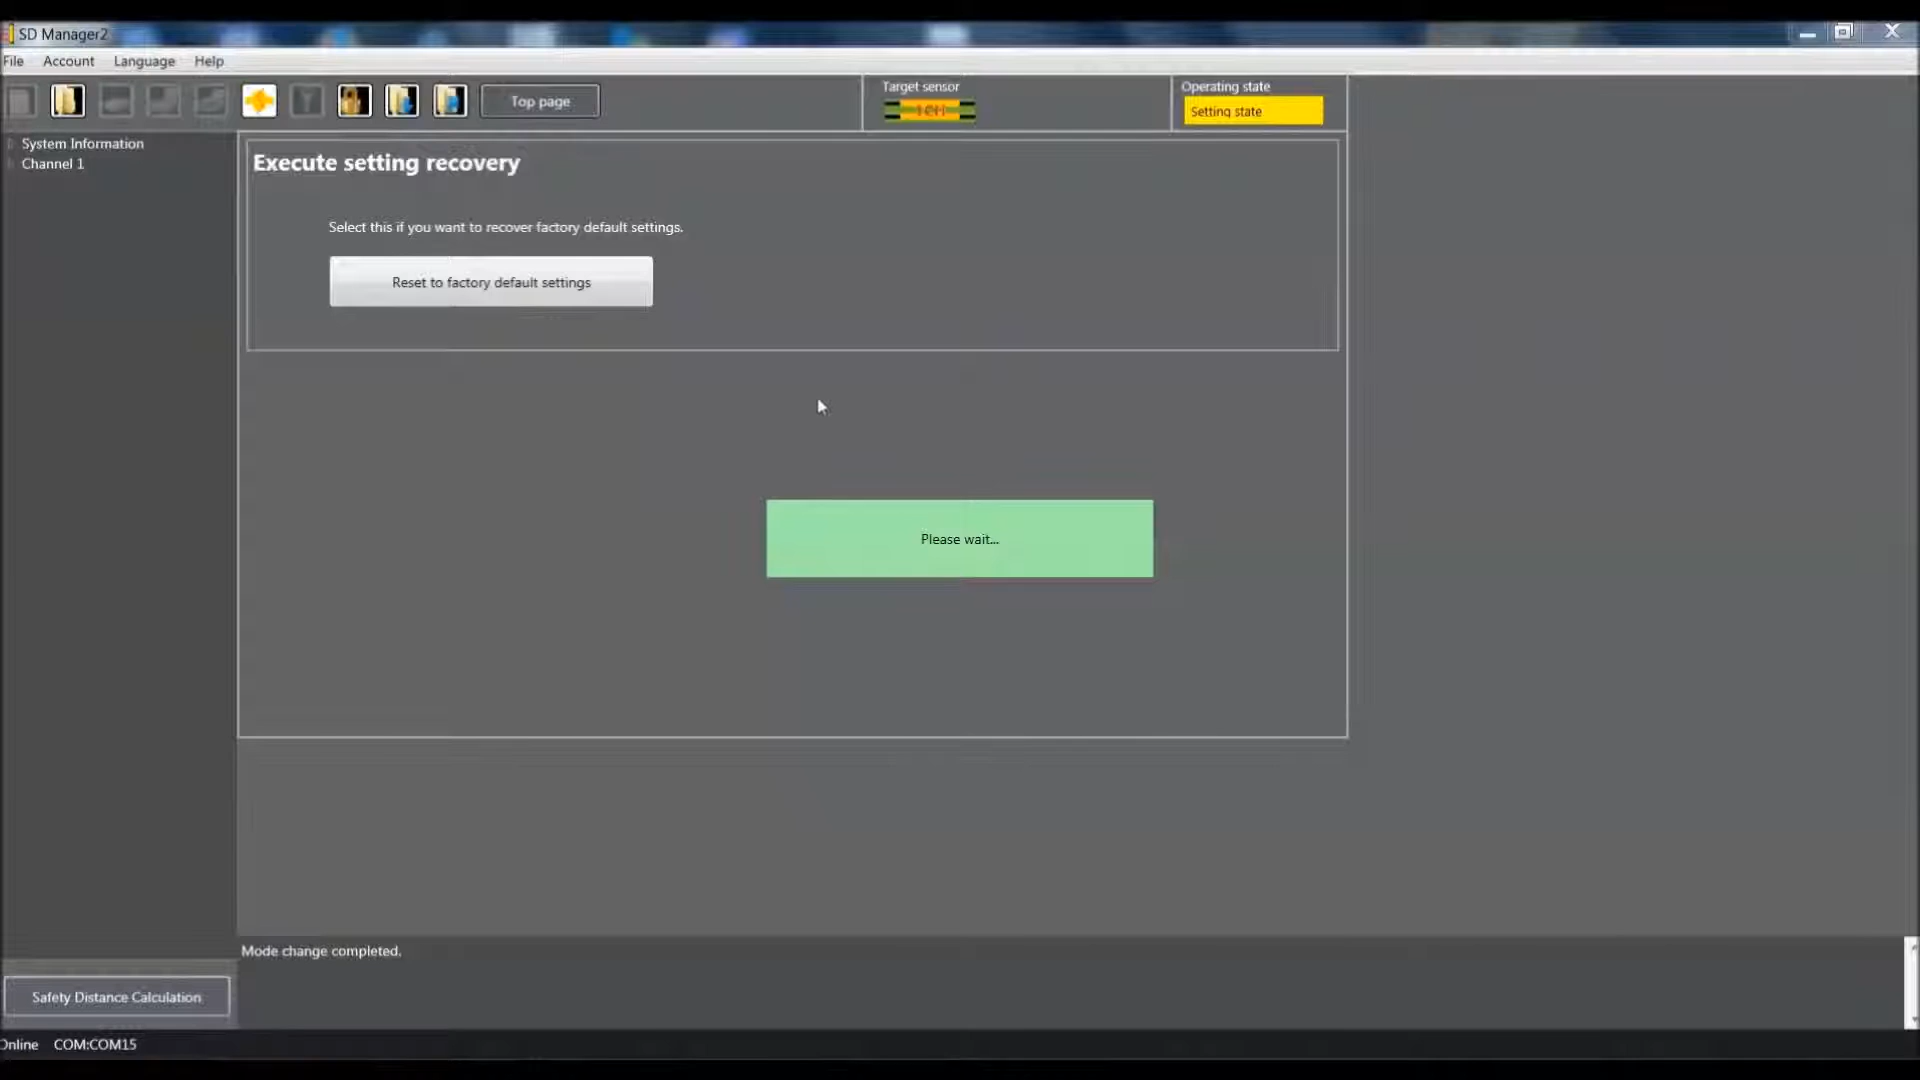 SD Manager2
File Account Language Help
Top page
Target sensor
1CH
Operating state
Setting state
System Information
Channel 1
Execute setting recovery
Select this if you want to recover factory default settings.
Reset to factory default settings
Please wait...
Mode change completed.
Safety Distance Calculation
Online COM:COM15